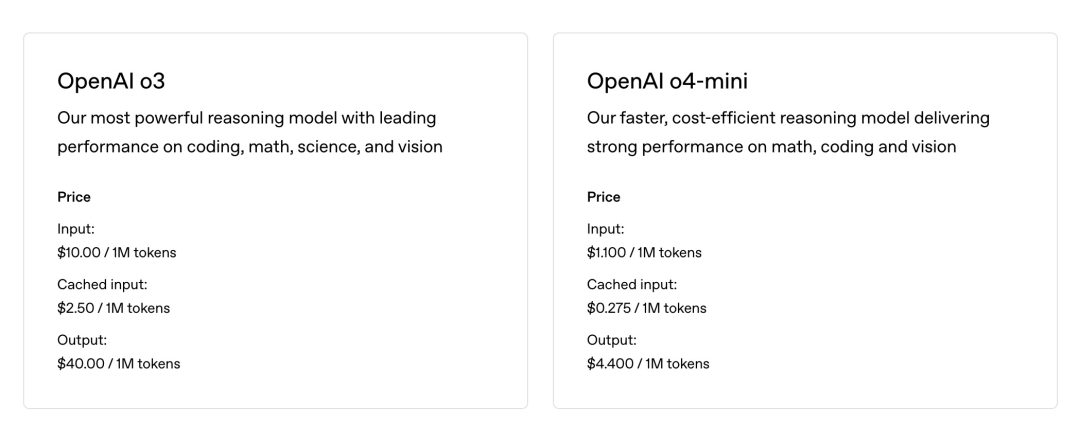 OpenAI o3
Our most powerful reasoning model with leading
performance on coding, math, science, and vision
Price
Input:
$10.00 / 1M tokens
Cached input:
$2.50 / 1M tokens
Output:
$40.00 / 1M tokens
OpenAI o4-mini
Our faster, cost-efficient reasoning model delivering
strong performance on math, coding and vision
Price
Input:
$1.100 / 1M tokens
Cached input:
$0.275 / 1M tokens
Output:
$4.400 / 1M tokens